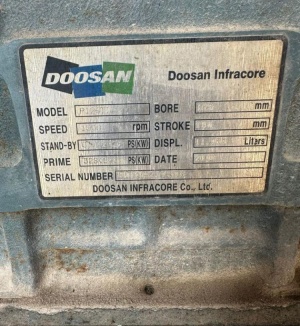 DOOSAN Doosan Infracore
MODEL BORE mm
SPEED rpm STROKE mm
STAND-BY PS(KW) DISPL. Liters
PRIME PS(KW) DATE
SERIAL NUMBER
DOOSAN INFRACORE Co., Ltd.